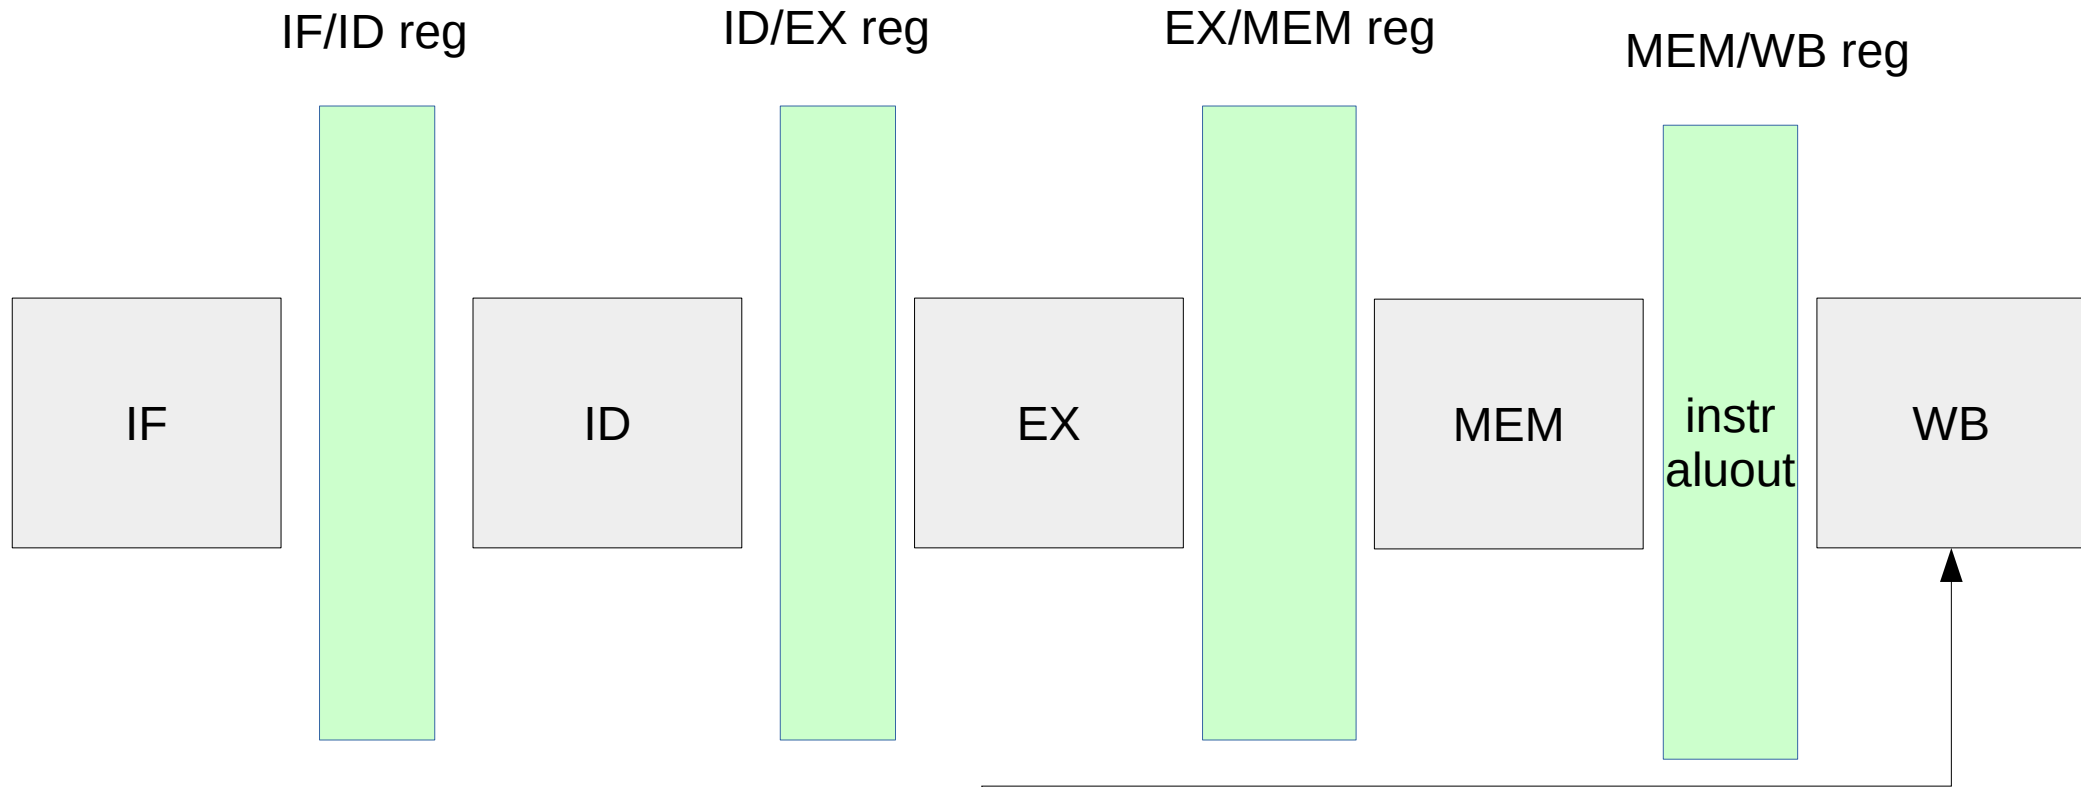 IF/ID reg
ID/EX reg
EX/MEM reg
MEM/WB reg
IF
ID
EX
MEM
instr
aluout
WB